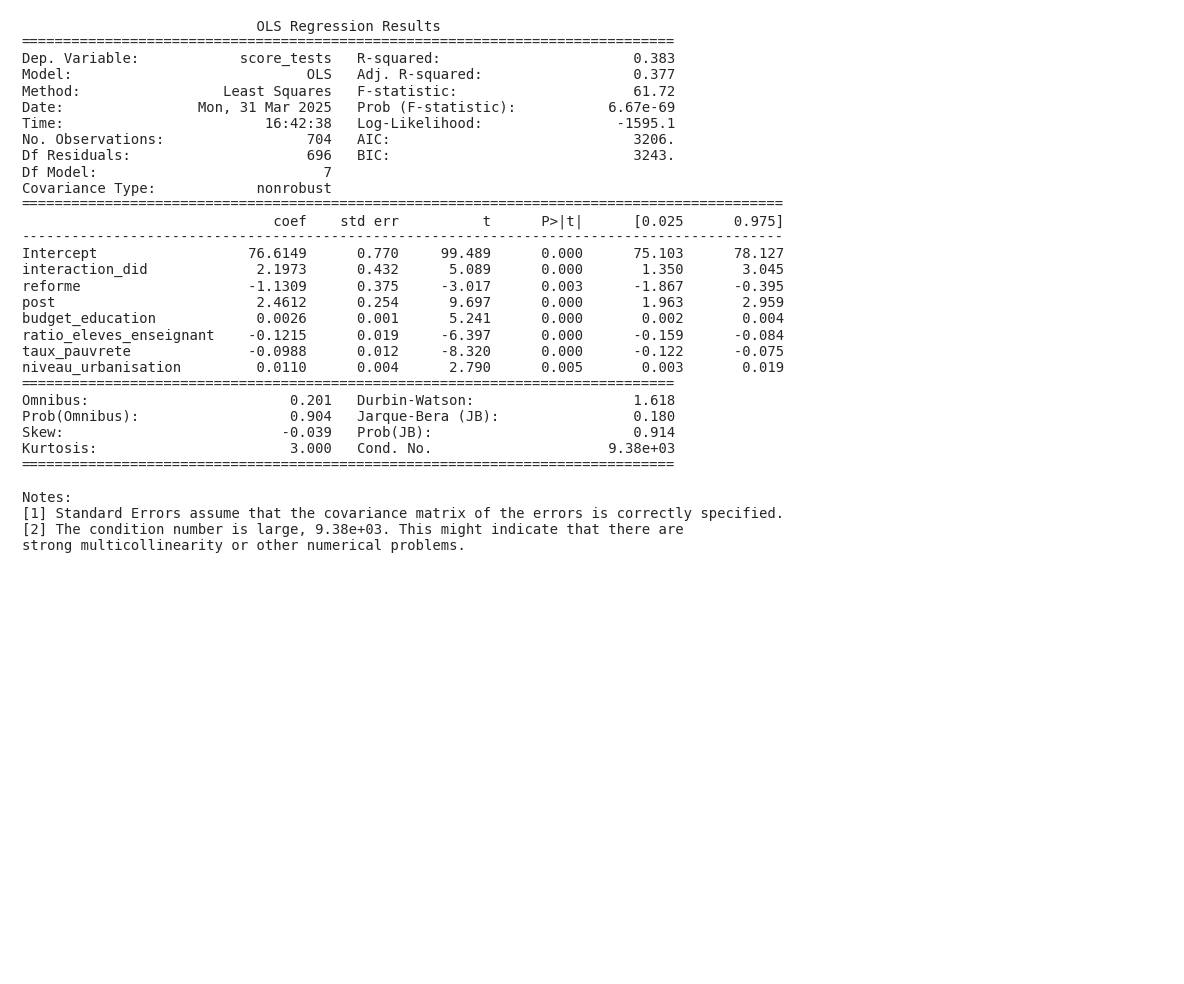 OLS Regression Results
==============================================================================
Dep. Variable:            score_tests   R-squared:                       0.383
Model:                            OLS   Adj. R-squared:                  0.377
Method:                 Least Squares   F-statistic:                     61.72
Date:                Mon, 31 Mar 2025   Prob (F-statistic):           6.67e-69
Time:                        16:42:38   Log-Likelihood:                -1595.1
No. Observations:                 704   AIC:                             3206.
Df Residuals:                     696   BIC:                             3243.
Df Model:                           7
Covariance Type:            nonrobust
===========================================================================================
                              coef    std err          t      P>|t|      [0.025      0.975]
-------------------------------------------------------------------------------------------
Intercept                  76.6149      0.770     99.489      0.000      75.103      78.127
interaction_did             2.1973      0.432      5.089      0.000       1.350       3.045
reforme                    -1.1309      0.375     -3.017      0.003      -1.867      -0.395
post                        2.4612      0.254      9.697      0.000       1.963       2.959
budget_education            0.0026      0.001      5.241      0.000       0.002       0.004
ratio_eleves_enseignant    -0.1215      0.019     -6.397      0.000      -0.159      -0.084
taux_pauvrete              -0.0988      0.012     -8.320      0.000      -0.122      -0.075
niveau_urbanisation         0.0110      0.004      2.790      0.005       0.003       0.019
==============================================================================
Omnibus:                        0.201   Durbin-Watson:                   1.618
Prob(Omnibus):                  0.904   Jarque-Bera (JB):                0.180
Skew:                          -0.039   Prob(JB):                        0.914
Kurtosis:                       3.000   Cond. No.                     9.38e+03
==============================================================================
Notes:
[1] Standard Errors assume that the covariance matrix of the errors is correctly specified.
[2] The condition number is large, 9.38e+03. This might indicate that there are
strong multicollinearity or other numerical problems.